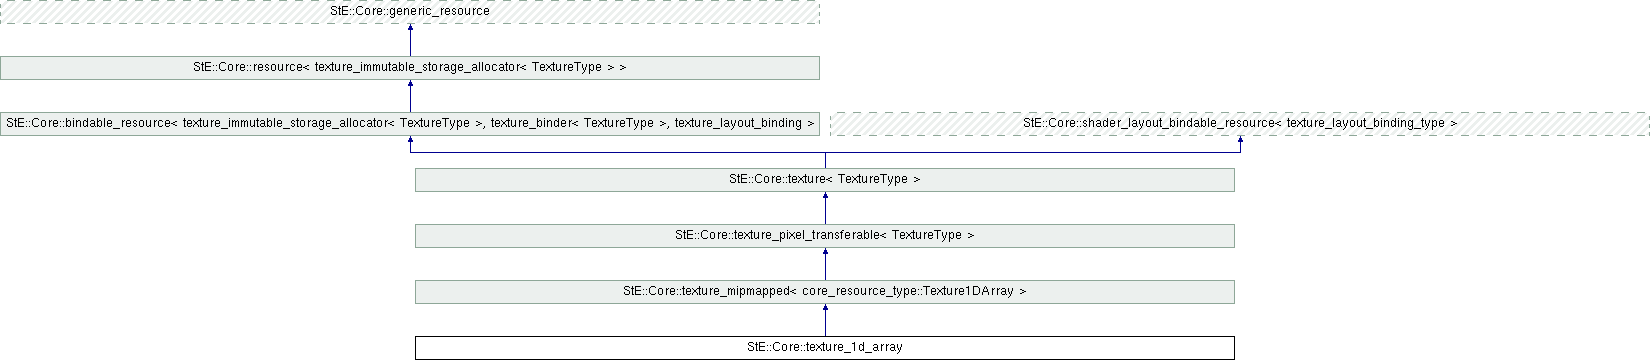 StE::Core::generic_resource
StE::Core::resource< texture_immutable_storage_allocator< TextureType > >
StE::Core::bindable_resource< texture_immutable_storage_allocator< TextureType >, texture_binder< TextureType >, texture_layout_binding >
StE::Core::shader_layout_bindable_resource< texture_layout_binding_type >
StE::Core::texture< TextureType >
StE::Core::texture_pixel_transferable< TextureType >
StE::Core::texture_mipmapped< core_resource_type::Texture1DArray >
StE::Core::texture_1d_array